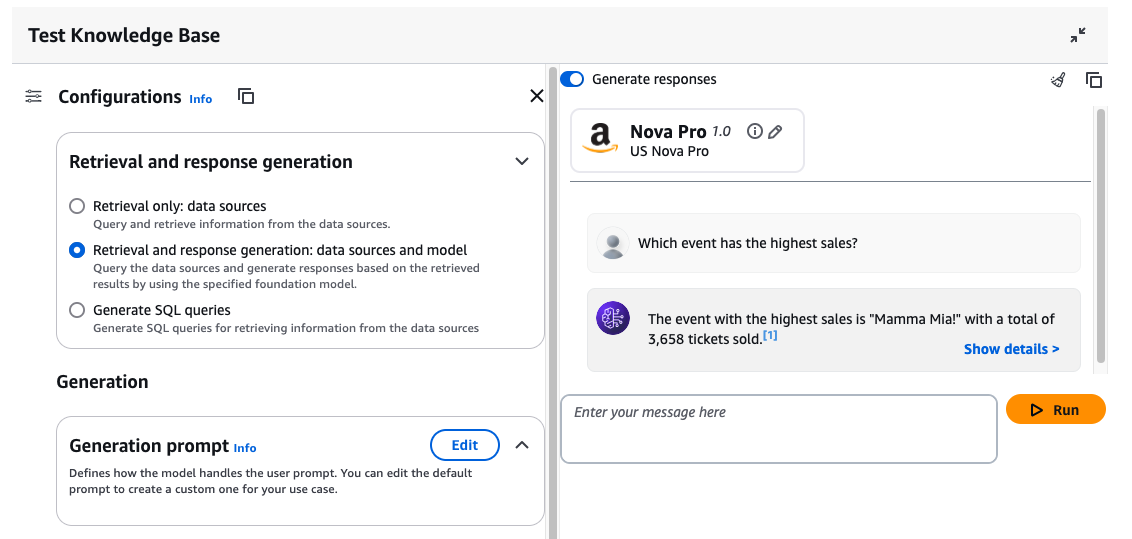 Test Knowledge Base
Configurations Info
Retrieval and response generation
Retrieval only: data sources
Query and retrieve information from the data sources.
Retrieval and response generation: data sources and model
Query the data sources and generate responses based on the retrieved
results by using the specified foundation model.
Generate SQL queries
Generate SQL queries for retrieving information from the data sources
Generation
Generation prompt Info
Edit
Defines how the model handles the user prompt. You can edit the default
prompt to create a custom one for your use case.
Generate responses
a
Nova Pro 1.0
US Nova Pro
Which event has the highest sales?
The event with the highest sales is "Mamma Mia!" with a total of
3,658 tickets sold.[1]
Show details >
Enter your message here
Run